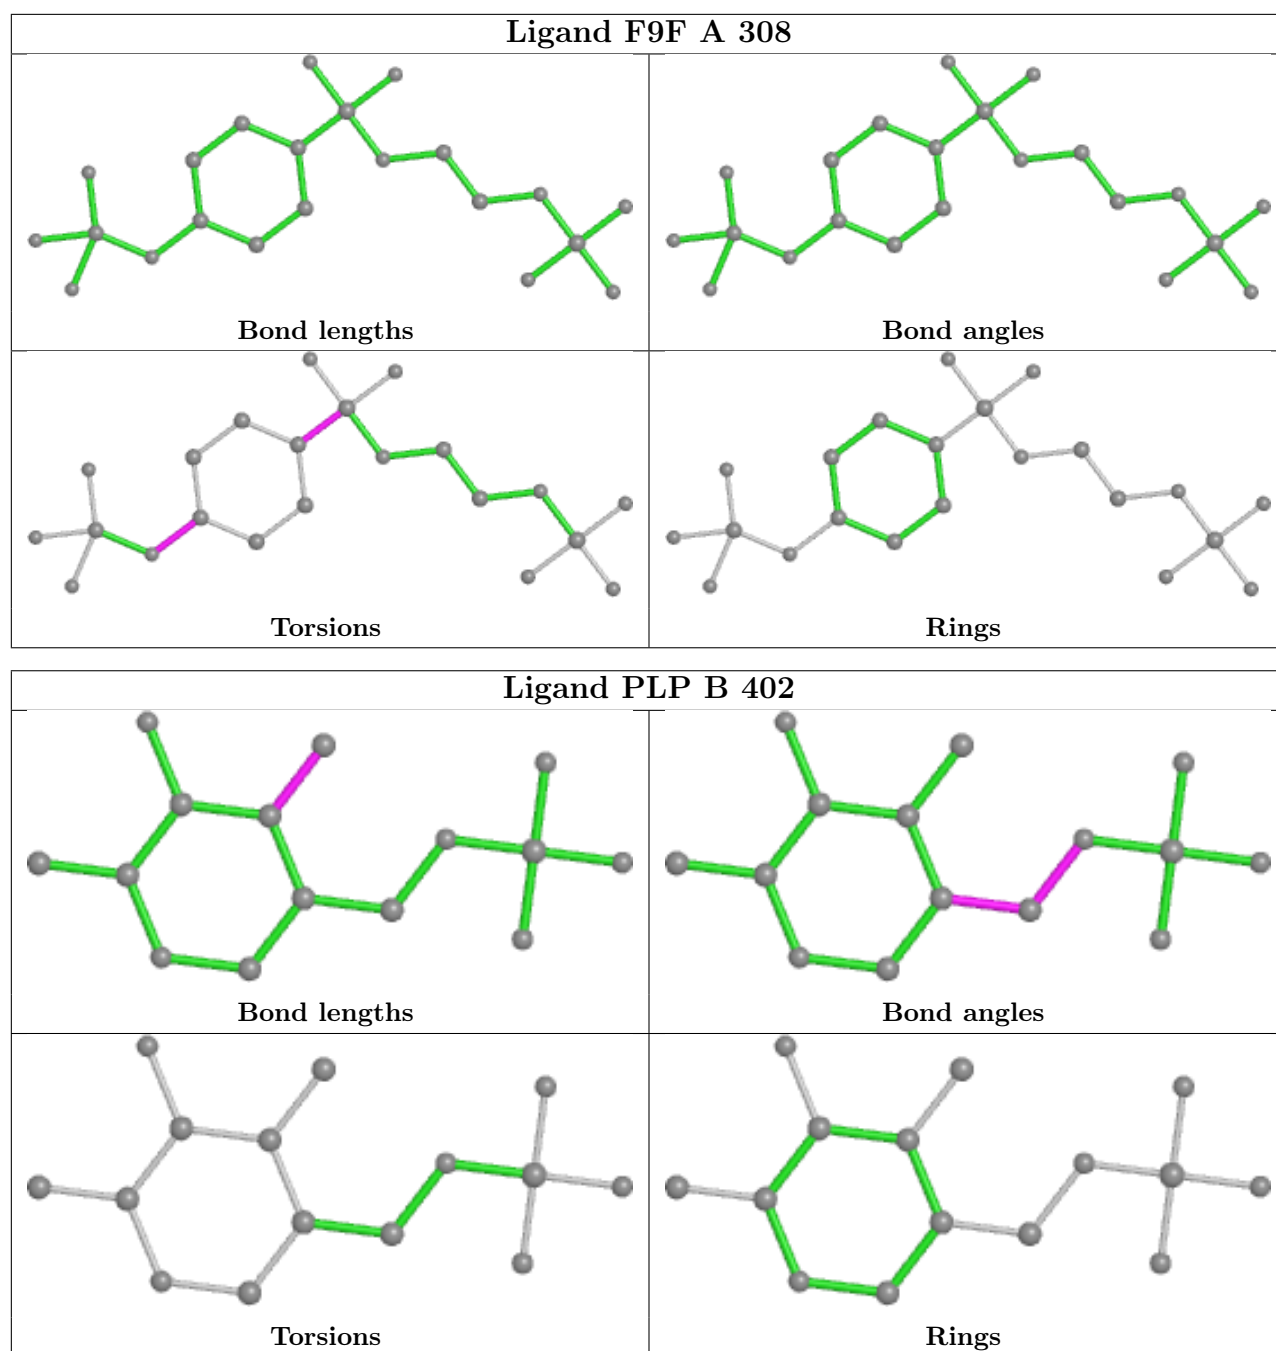 Ligand F9F A 308
Bond lengths
Bond angles
Torsions
Rings
Ligand PLP B 402
Bond lengths
Bond angles
Torsions
Rings